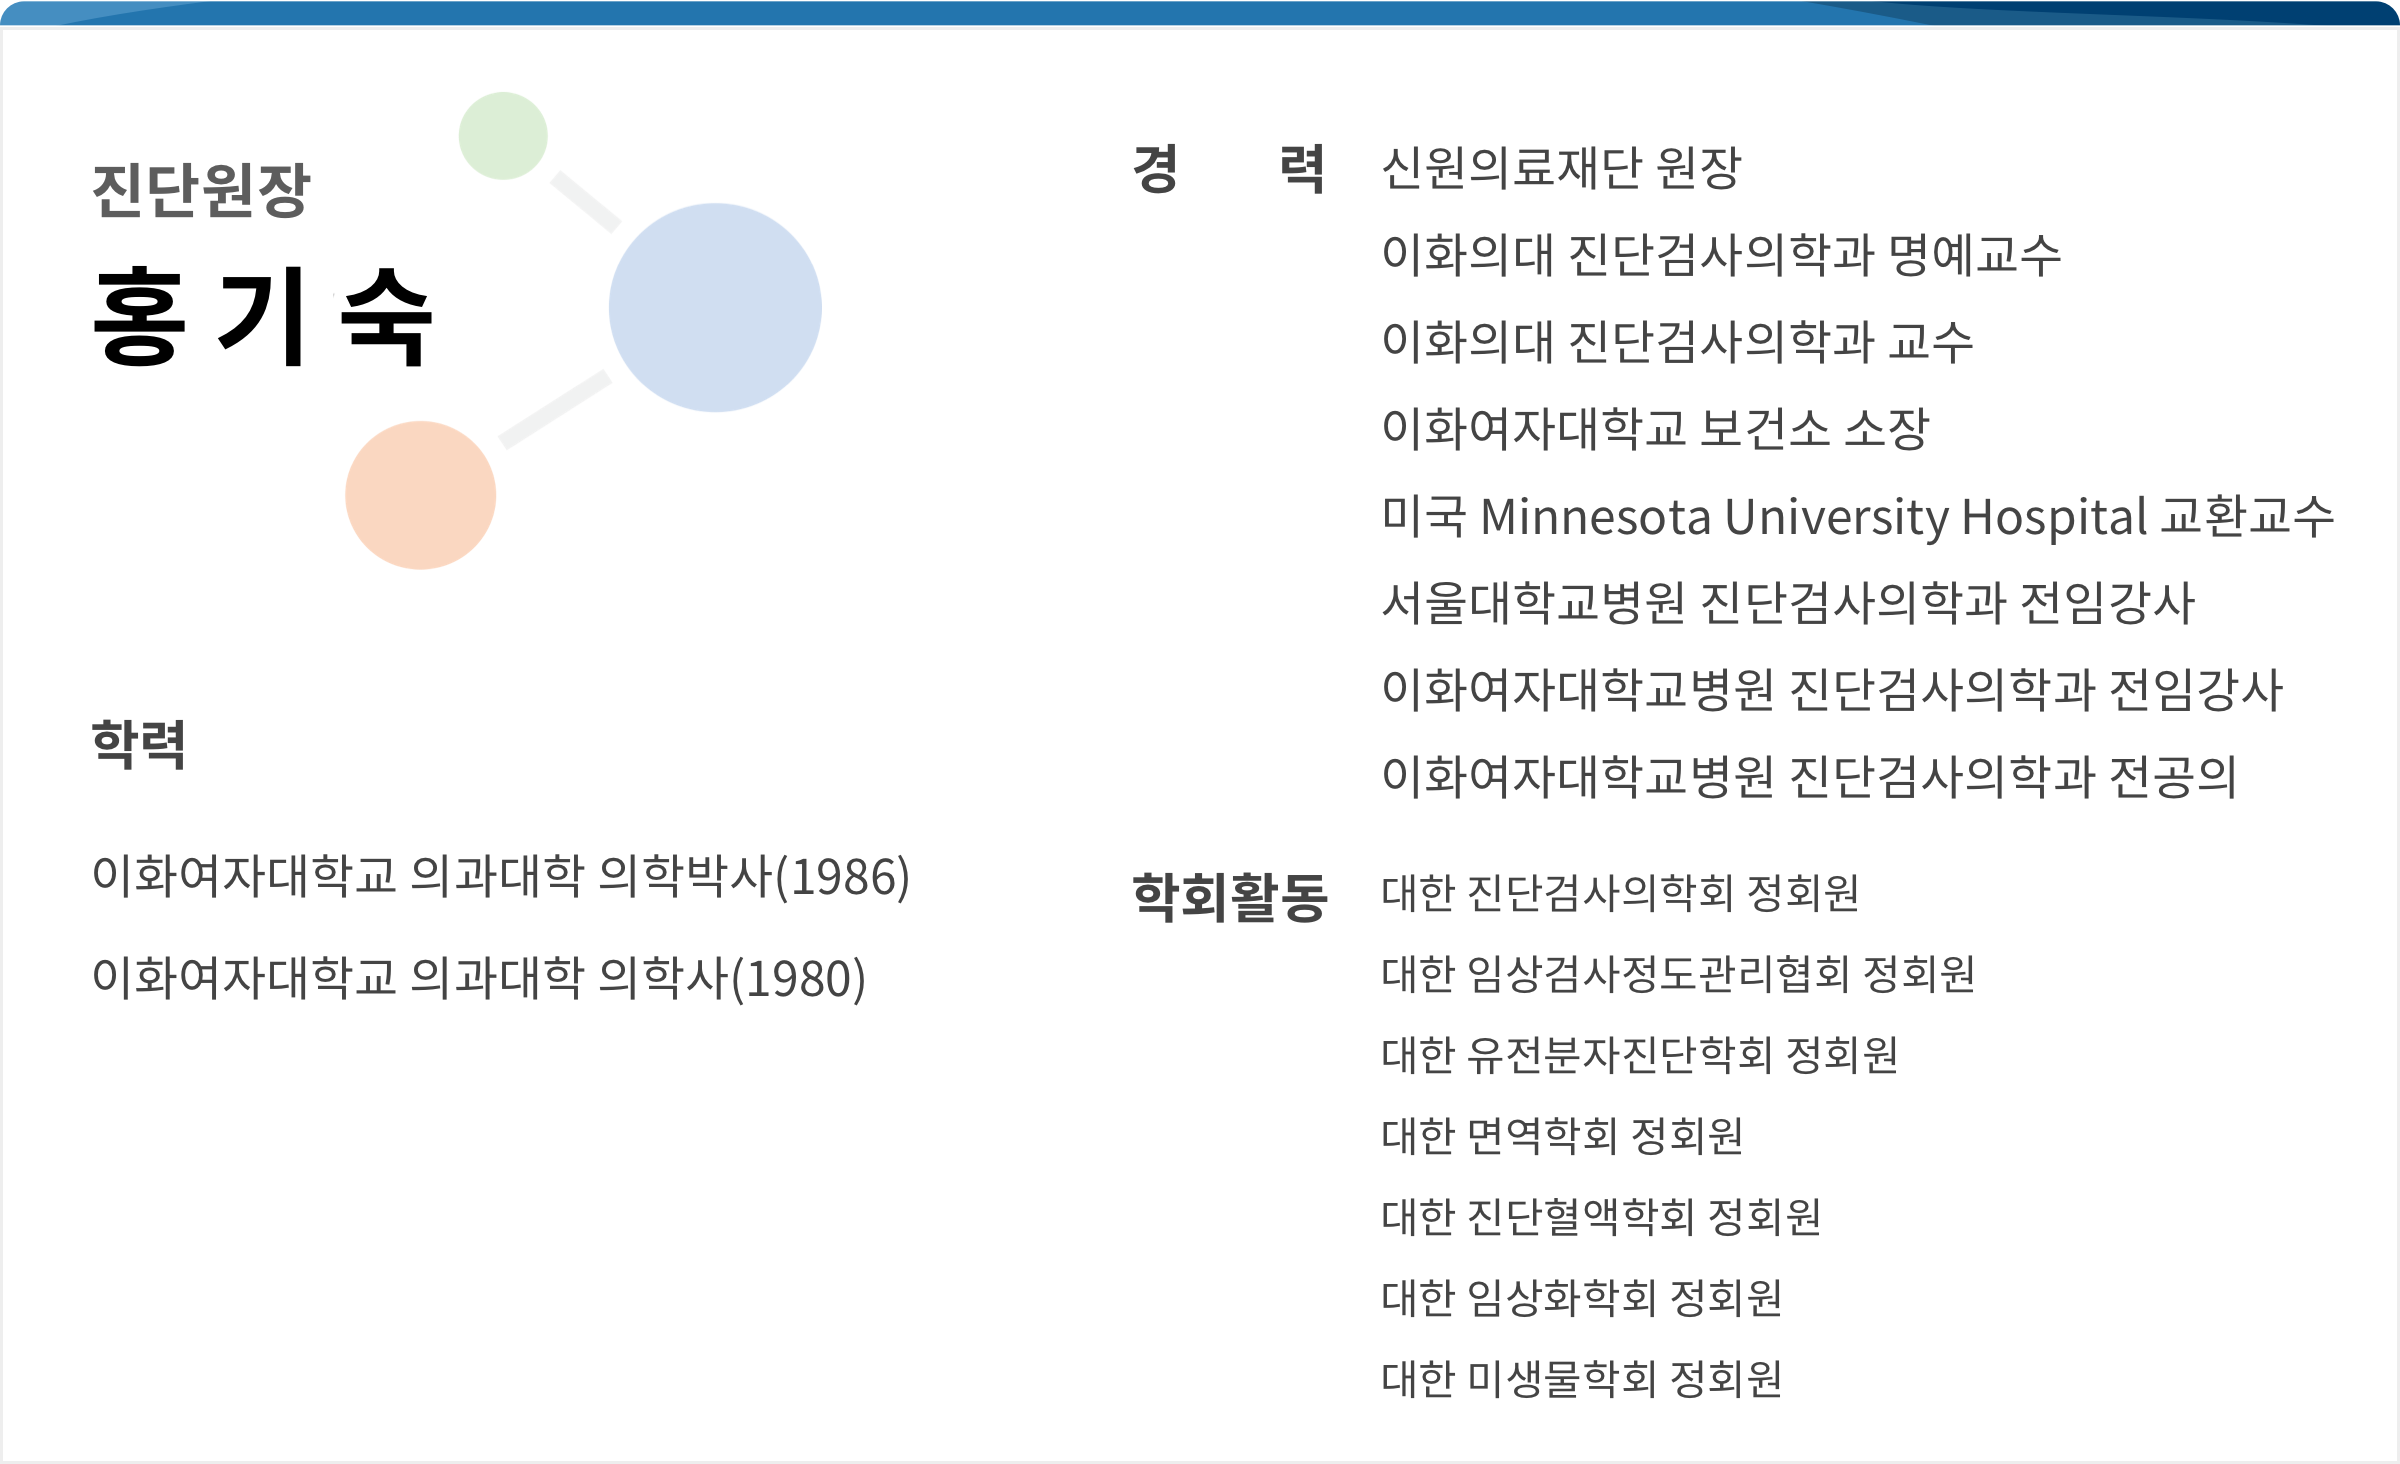 진단원장
홍기숙
학력
이화여자대학교 의과대학 의학박사(1986)
이화여자대학교 의과대학 의학사(1980)
경 력 신원의료재단 원장
이화의대 진단검사의학과 명예교수
이화의대 진단검사의학과 교수
이화여자대학교 보건소 소장
미국 Minnesota University Hospital 교환교수
서울대학교병원 진단검사의학과 전임강사
이화여자대학교병원 진단검사의학과 전임강사
이화여자대학교병원 진단검사의학과 전공의
학회활동 대한 진단검사의학회 정회원
대한 임상검사정도관리협회 정회원
대한 유전분자진단학회 정회원
대한 면역학회 정회원
대한 진단혈액학회 정회원
대한 임상화학회 정회원
대한 미생물학회 정회원